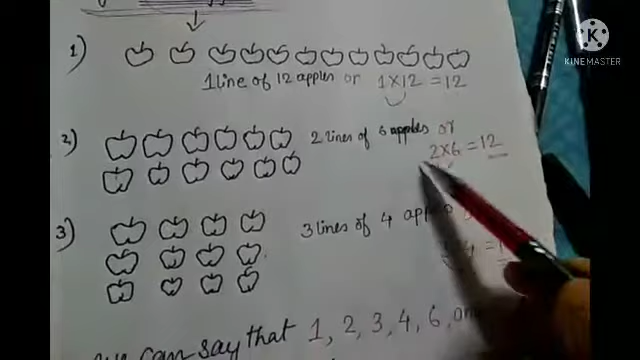 1)
1 line of 12 apples or 1 X 12 = 12
2)
2 lines of 6 apples or
2 X 6 = 12
3)
3 lines of 4
can say that 1, 2, 3, 4, 6,
KINEMASTER